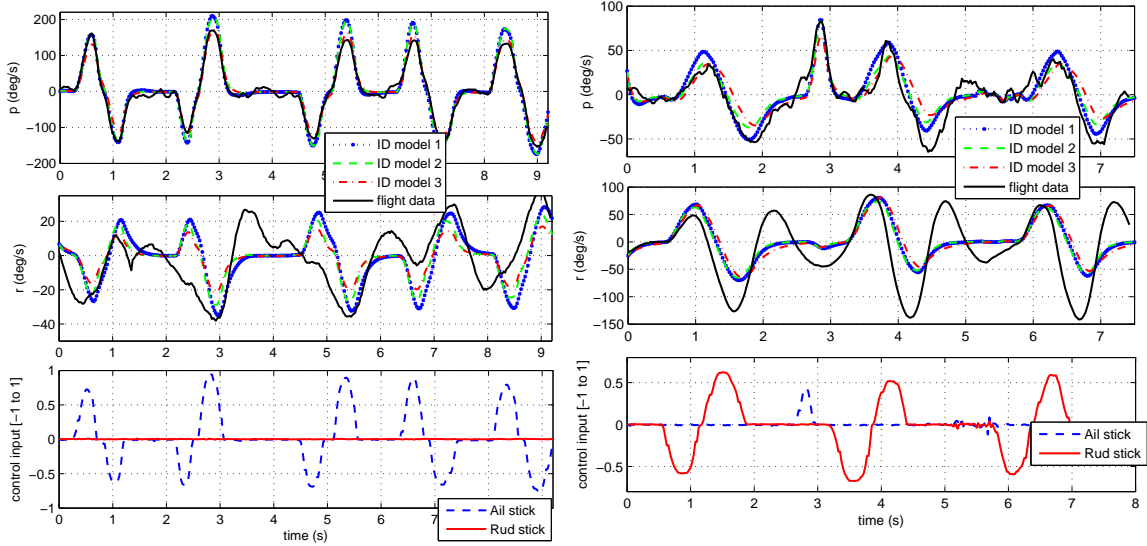 200
100
0
−100
−200
p (deg/s)
0 1 2 3 4 5 6 7 8 9
ID model 1
ID model 2
ID model 3
flight data
20
0
−20
−40
r (deg/s)
0 1 2 3 4 5 6 7 8 9
1
0.5
0
−0.5
−1
control input [−1 to 1]
0 1 2 3 4 5 6 7 8 9
time (s)
Ail stick
Rud stick
100
50
0
−50
p (deg/s)
0 1 2 3 4 5 6 7
ID model 1
ID model 2
ID model 3
flight data
100
50
0
−50
−100
−150
r (deg/s)
0 1 2 3 4 5 6 7
0.5
0
−0.5
control input [−1 to 1]
0 1 2 3 4 5 6 7 8
time (s)
Ail stick
Rud stick